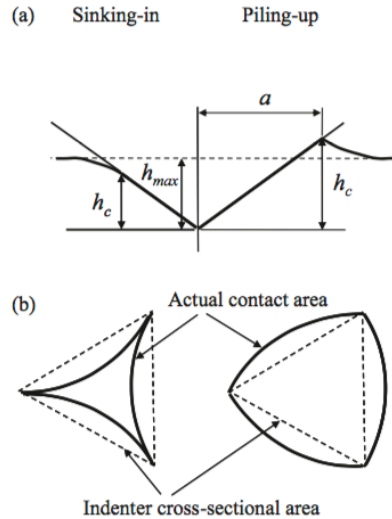 (a) Sinking-in Piling-up
a
h_max
h_c
h_c
(b) Actual contact area
Indenter cross-sectional area